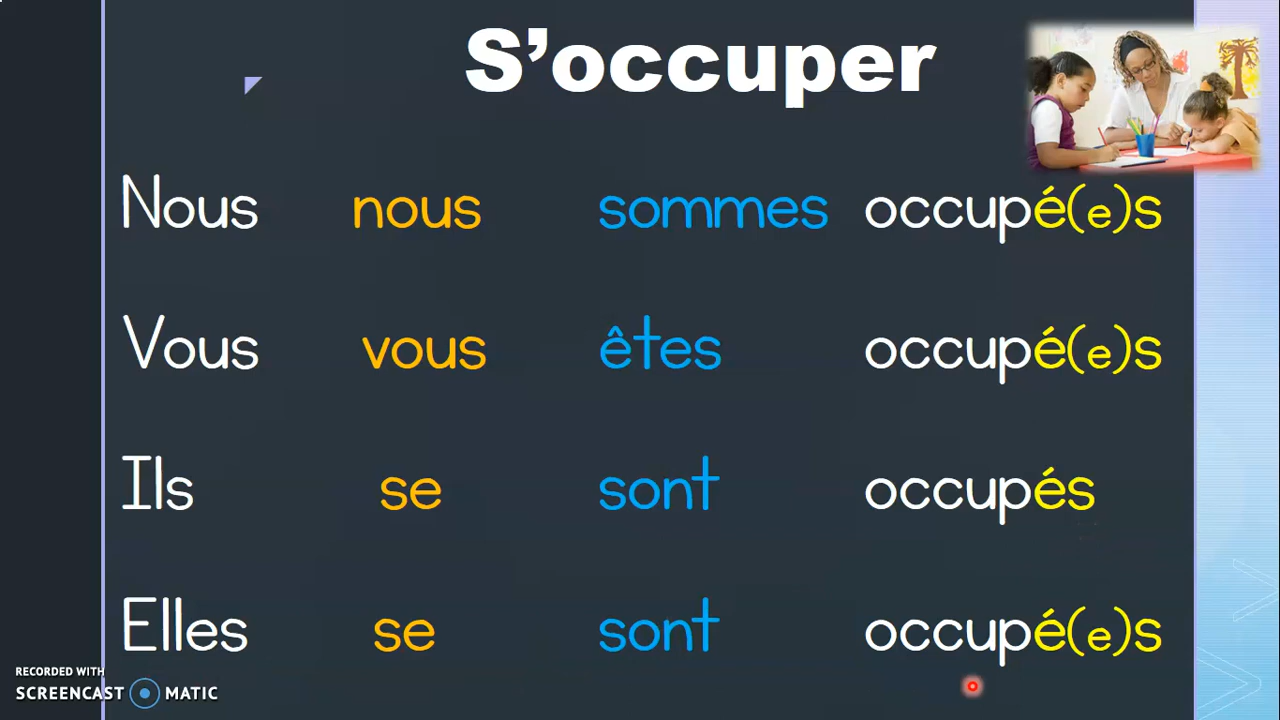 S’occuper
Nous nous sommes occupé(e)s
Vous vous êtes occupé(e)s
Ils se sont occupés
Elles se sont occupé(e)s
RECORDED WITH
SCREENCAST MATIC